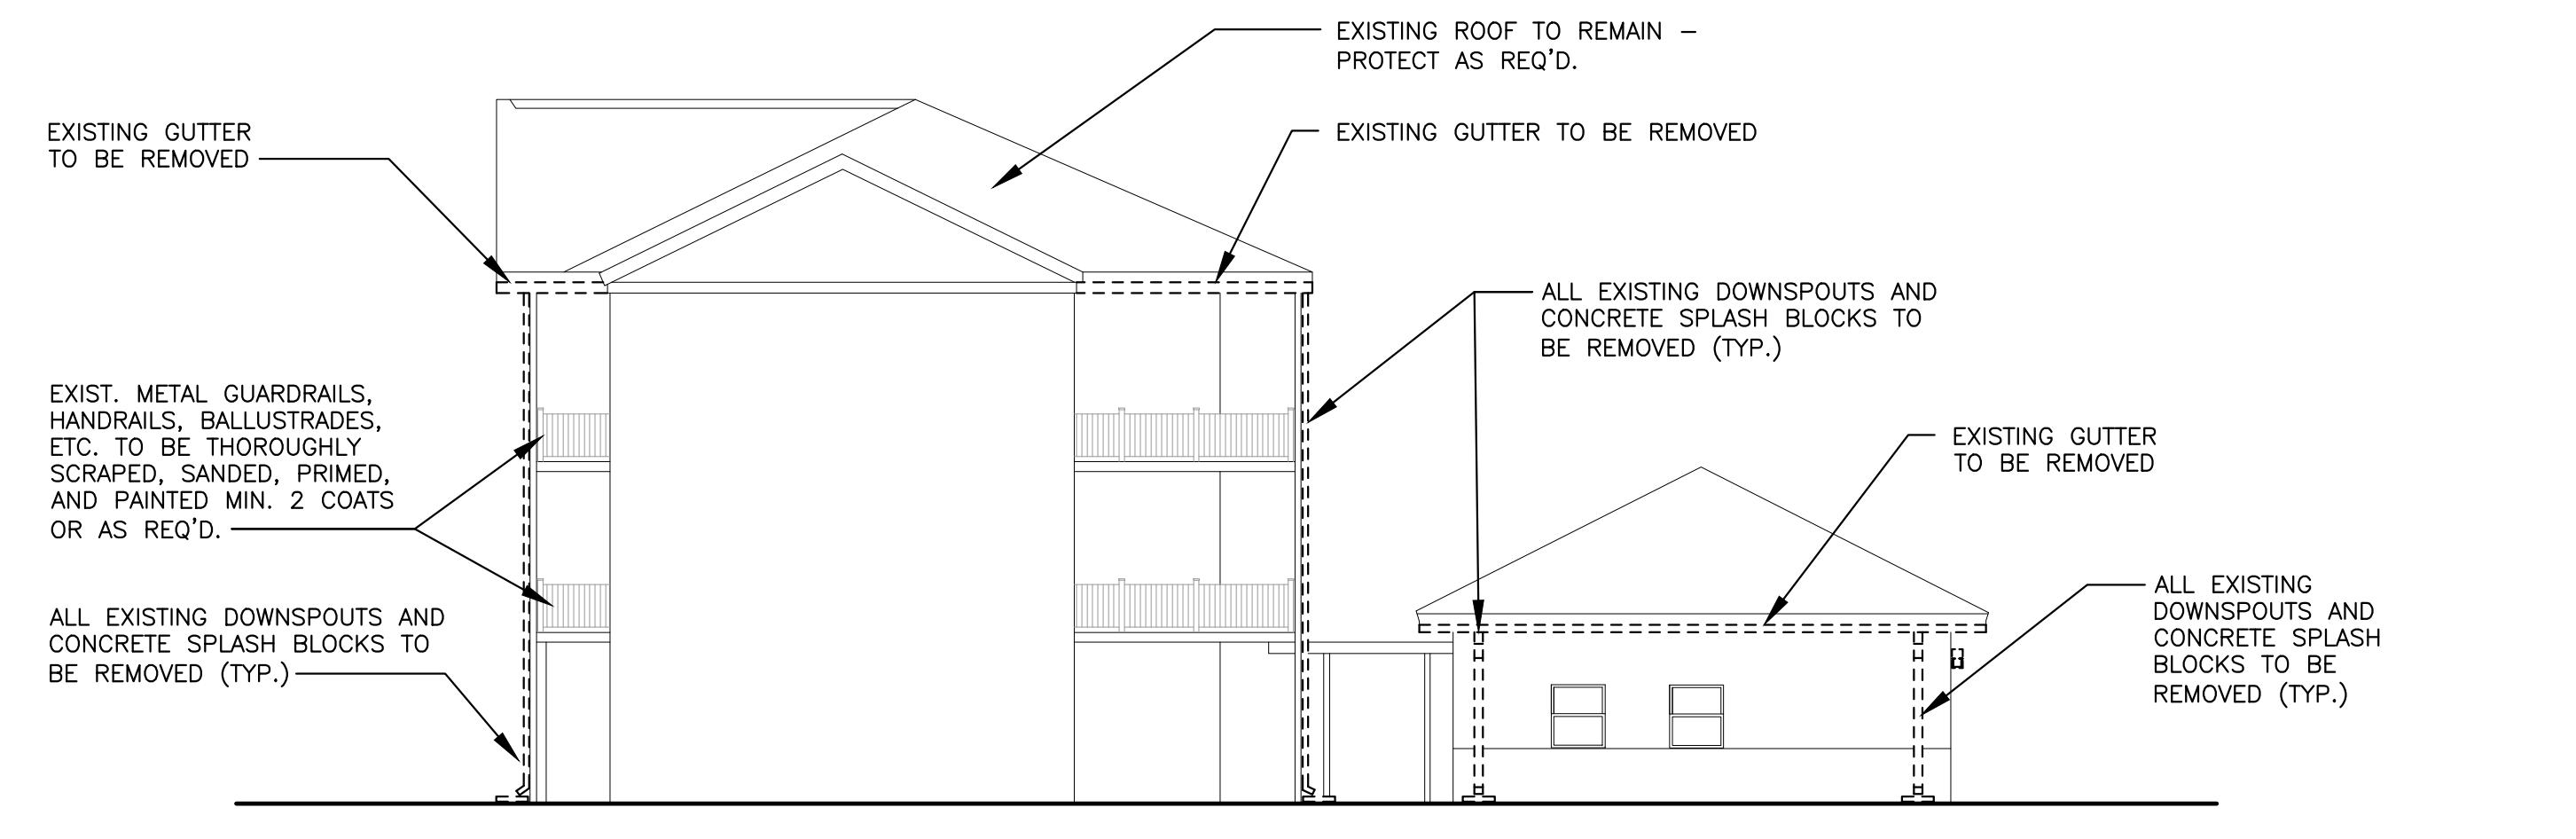 EXISTING ROOF TO REMAIN –
PROTECT AS REQ'D.
EXISTING GUTTER
TO BE REMOVED
EXISTING GUTTER TO BE REMOVED
ALL EXISTING DOWNSPOUTS AND
CONCRETE SPLASH BLOCKS TO
BE REMOVED (TYP.)
EXIST. METAL GUARDRAILS,
HANDRAILS, BALLUSTRADES,
ETC. TO BE THOROUGHLY
SCRAPED, SANDED, PRIMED,
AND PAINTED MIN. 2 COATS
OR AS REQ'D.
EXISTING GUTTER
TO BE REMOVED
ALL EXISTING DOWNSPOUTS AND
CONCRETE SPLASH BLOCKS TO
BE REMOVED (TYP.)
ALL EXISTING
DOWNSPOUTS AND
CONCRETE SPLASH
BLOCKS TO BE
REMOVED (TYP.)